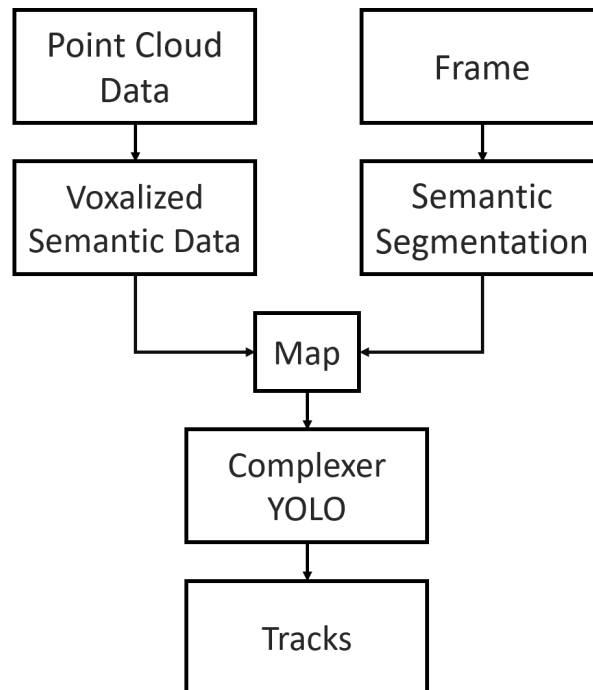 Point Cloud
Data
Frame
Voxalized
Semantic Data
Semantic
Segmentation
Map
Complexer
YOLO
Tracks